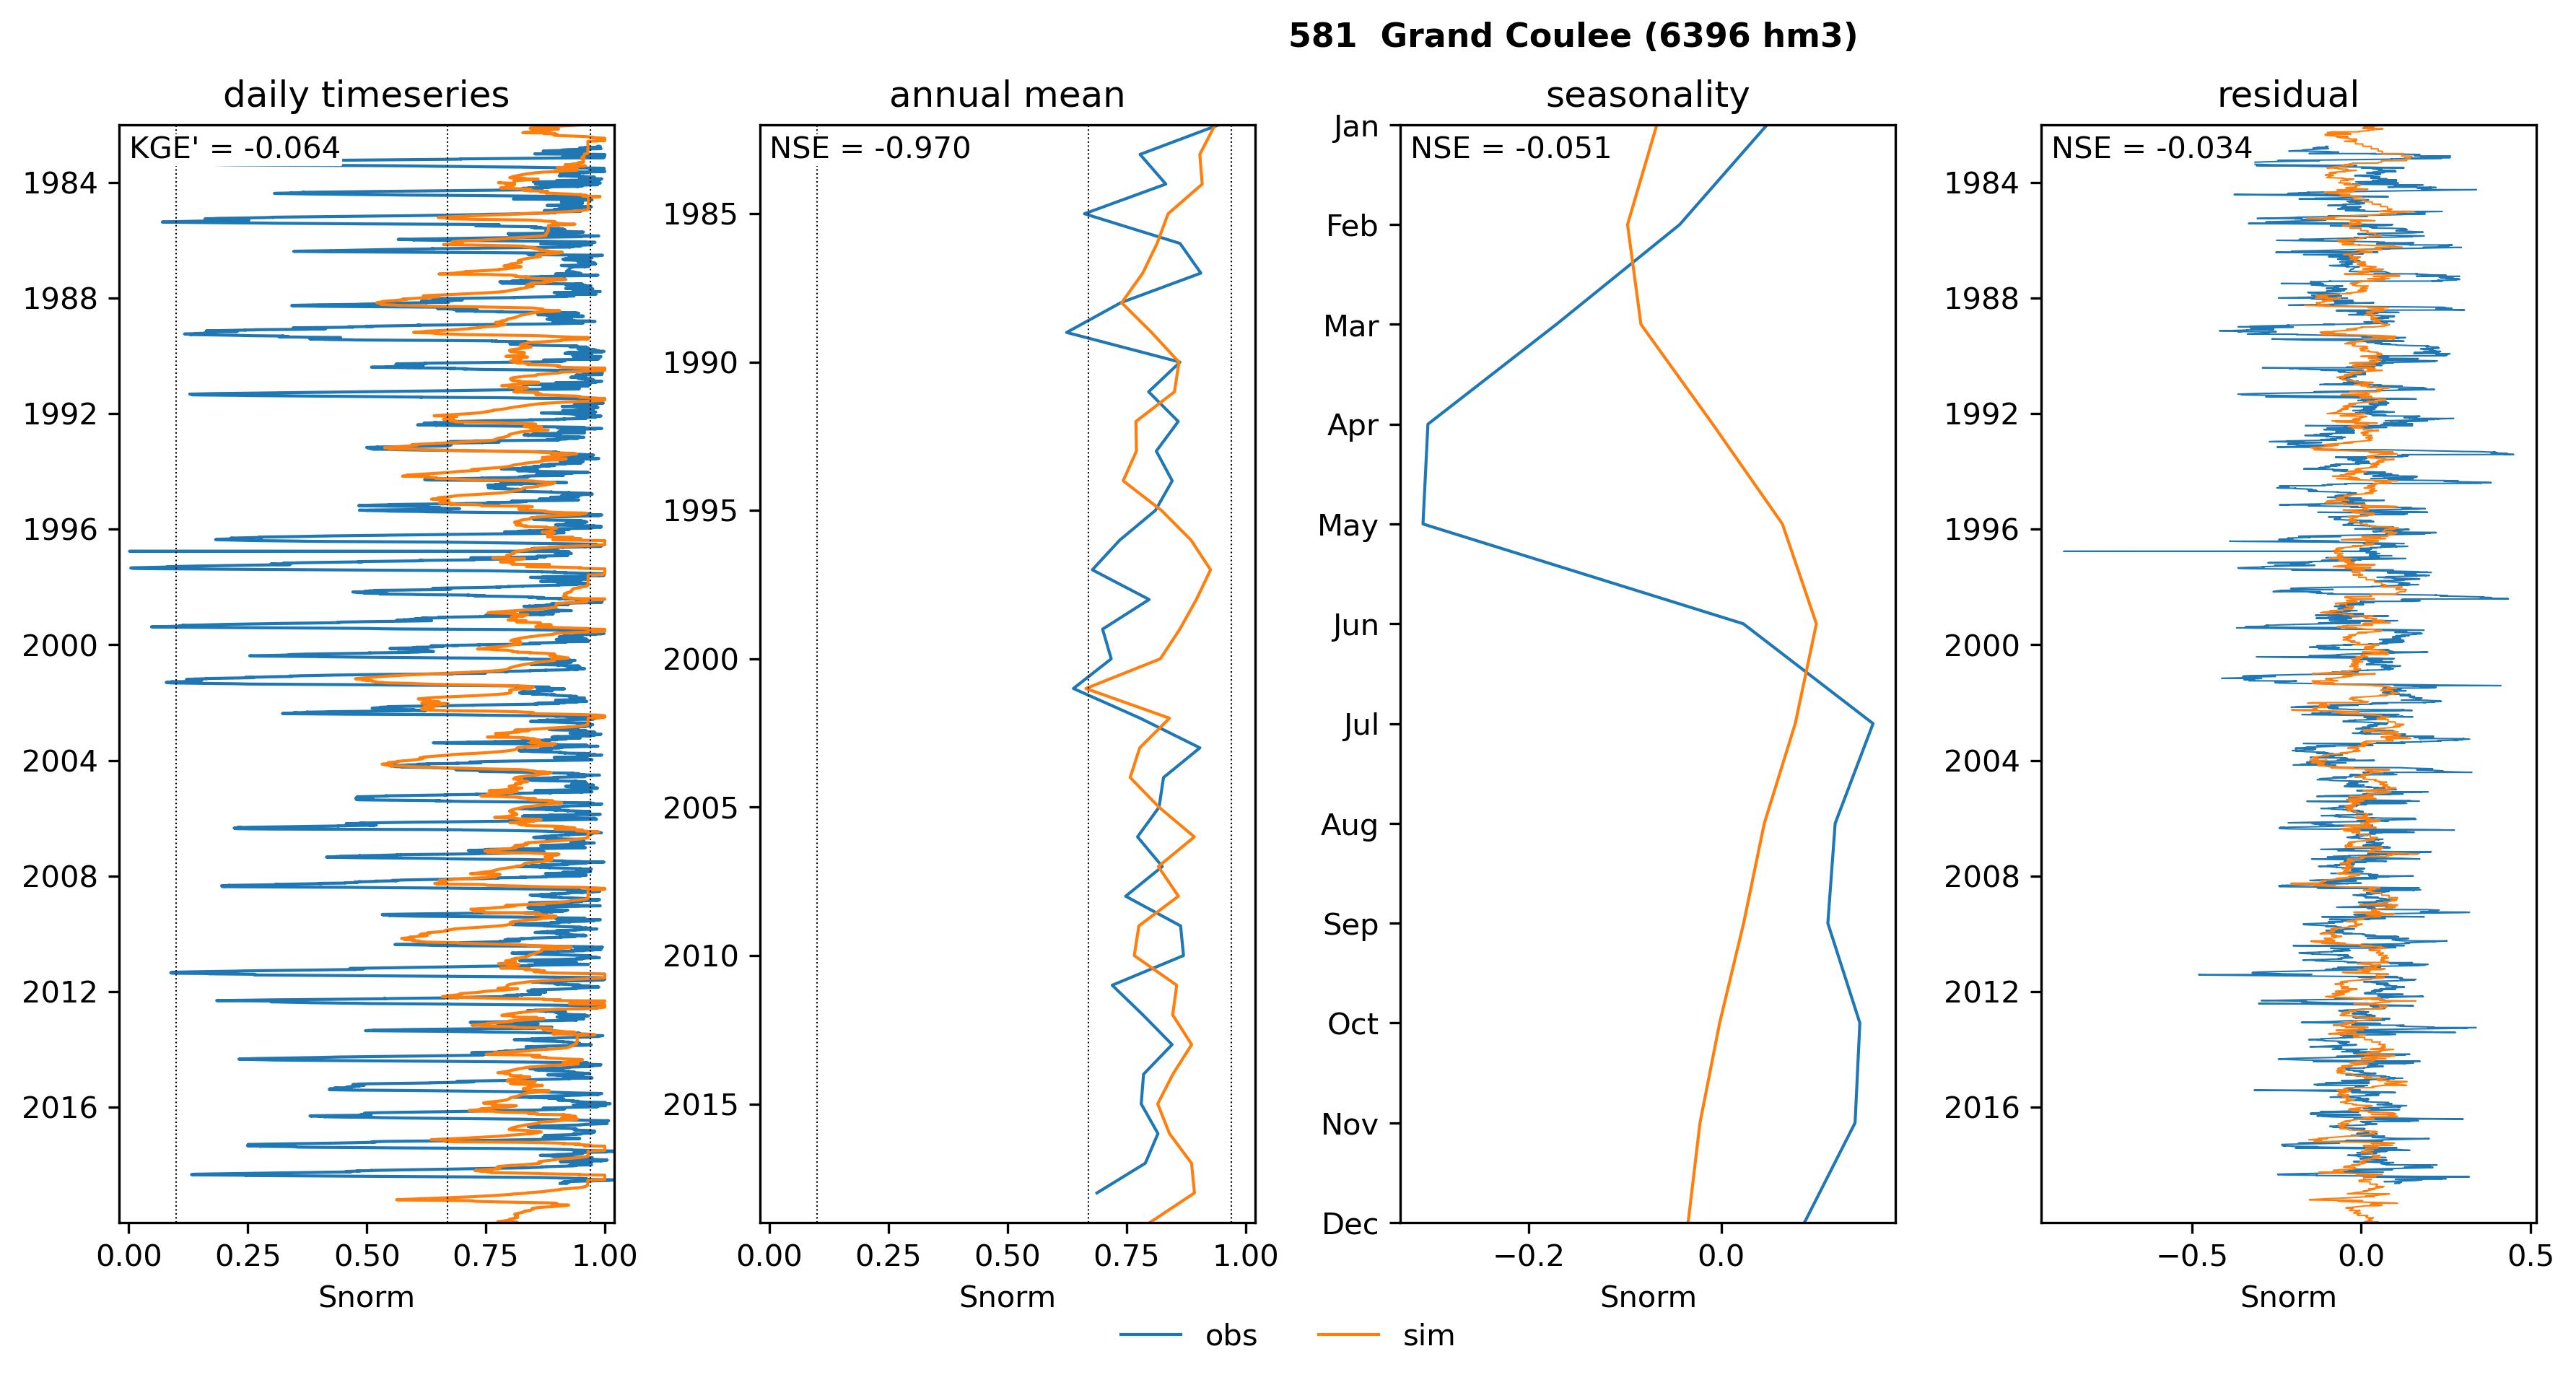 581  Grand Coulee (6396 hm3)
daily timeseries
KGE' = -0.064
1984
1988
1992
1996
2000
2004
2008
2012
2016
0.00 0.25 0.50 0.75 1.00
Snorm
annual mean
NSE = -0.970
1985
1990
1995
2000
2005
2010
2015
0.00 0.25 0.50 0.75 1.00
Snorm
seasonality
NSE = -0.051
Jan
Feb
Mar
Apr
May
Jun
Jul
Aug
Sep
Oct
Nov
Dec
−0.2 0.0
Snorm
residual
NSE = -0.034
1984
1988
1992
1996
2000
2004
2008
2012
2016
−0.5 0.0 0.5
Snorm
obs sim